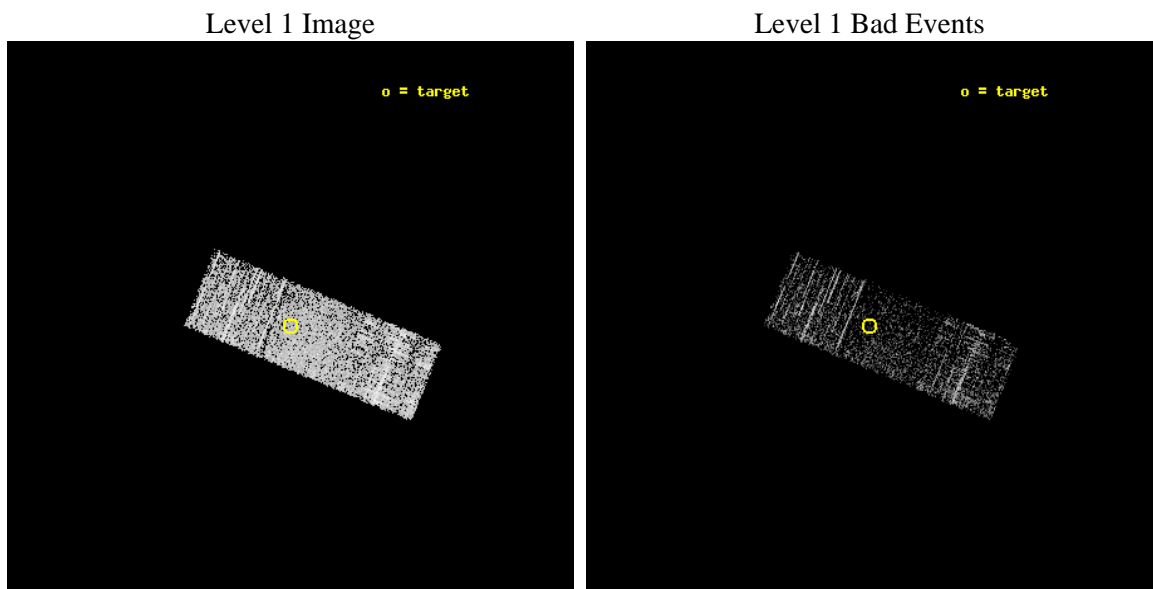 Level 1 Image
Level 1 Bad Events
o = target
o = target